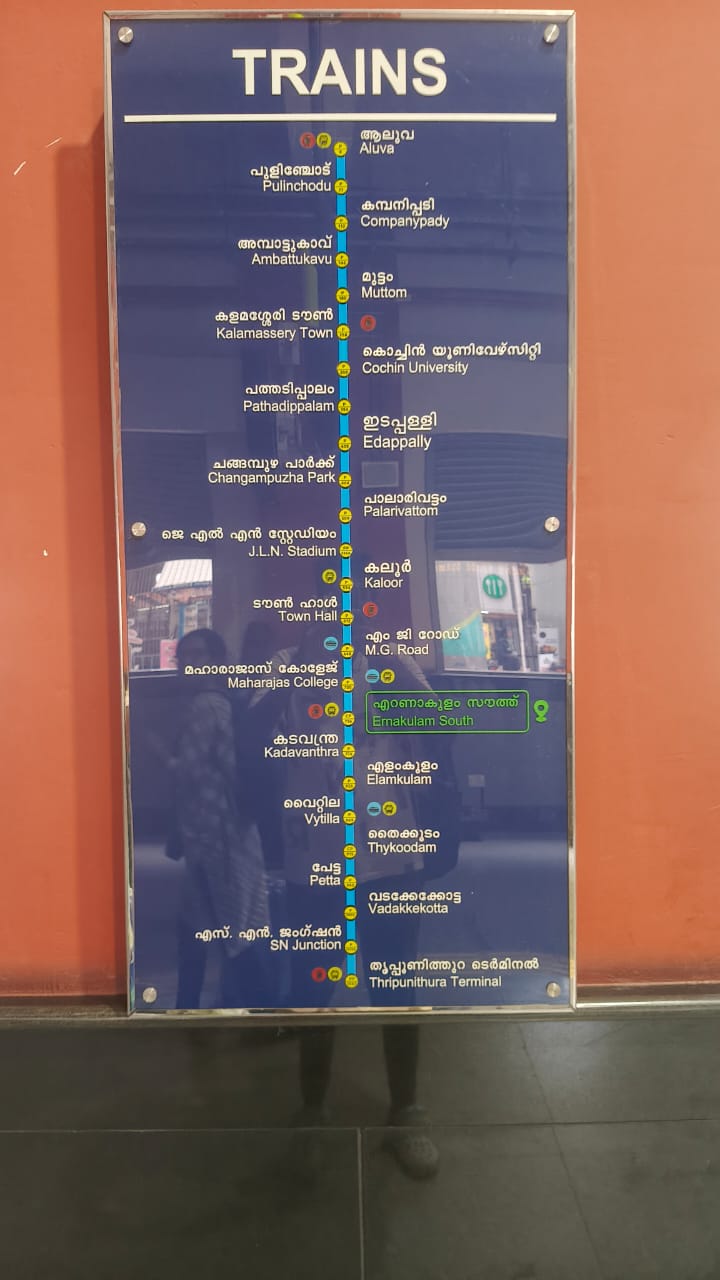 TRAINS
ആലുവ
Aluva
പുളിഞ്ചോട്
Pulinchodu
കമ്പനിപ്പടി
Companypady
അമ്പാട്ടുകാവ്
Ambattukavu
മുട്ടം
Muttom
കളമശ്ശേരി ടൗൺ
Kalamassery Town
കൊച്ചിൻ യൂണിവേഴ്സിറ്റി
Cochin University
പത്തടിപ്പാലം
Pathadippalam
ഇടപ്പള്ളി
Edappally
ചങ്ങമ്പുഴ പാർക്ക്
Changampuzha Park
പാലാരിവട്ടം
Palarivattom
ജെ എൽ എൻ സ്റ്റേഡിയം
J.L.N. Stadium
കലൂർ
Kaloor
ടൗൺ ഹാൾ
Town Hall
എം ജി റോഡ്
M.G. Road
മഹാരാജാസ് കോളേജ്
Maharajas College
എറണാകുളം സൗത്ത്
Ernakulam South
കടവന്ത്ര
Kadavanthra
എളംകുളം
Elamkulam
വൈറ്റില
Vytilla
തൈക്കൂടം
Thykoodam
പേട്ട
Petta
വടക്കേക്കോട്ട
Vadakkekotta
എസ്. എൻ. ജംഗ്ഷൻ
SN Junction
തൃപ്പൂണിത്തുറ ടെർമിനൽ
Thripunithura Terminal